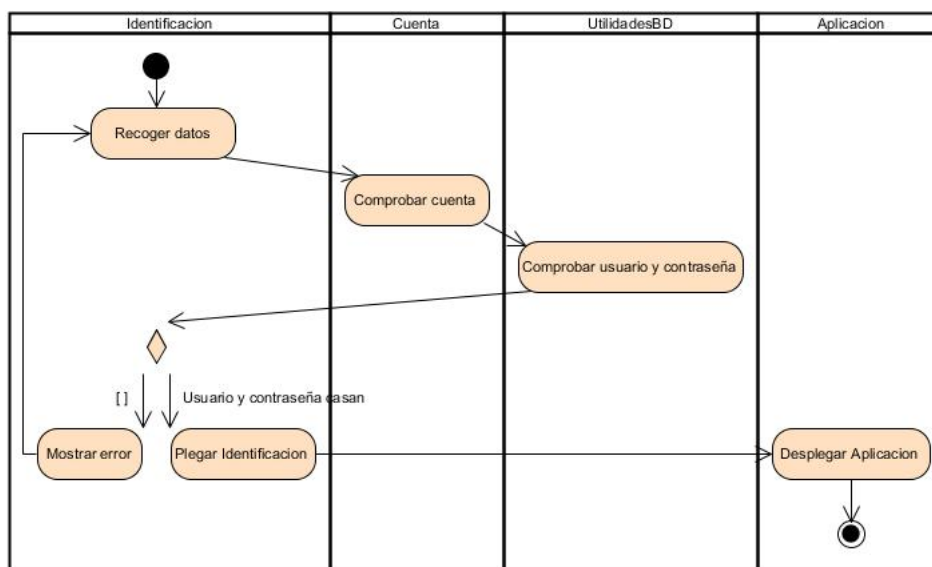 Identificacion
Cuenta
UtilidadesBD
Aplicacion
Recoger datos
Comprobar cuenta
Comprobar usuario y contraseña
[ ]
Usuario y contraseña casan
Mostrar error
Plegar Identificacion
Desplegar Aplicacion